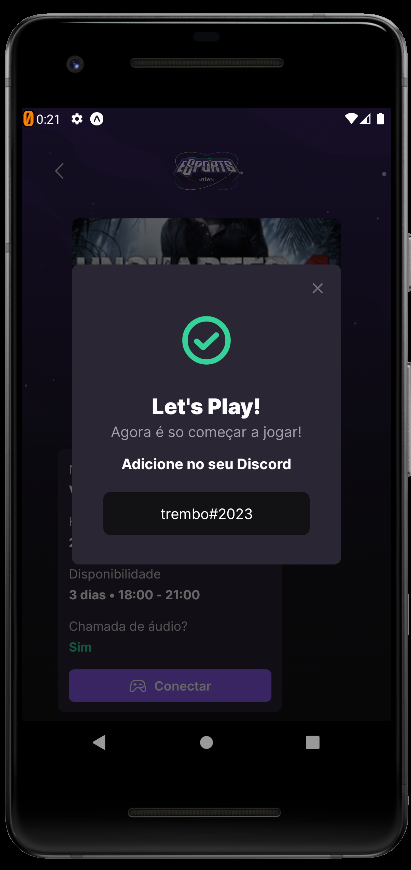 0:21
ESPORTS
UNCHARTED 4
Let's Play!
Agora é so começar a jogar!
Adicione no seu Discord
trembo#2023
Disponibilidade
3 dias • 18:00 - 21:00
Chamada de áudio?
Sim
Conectar